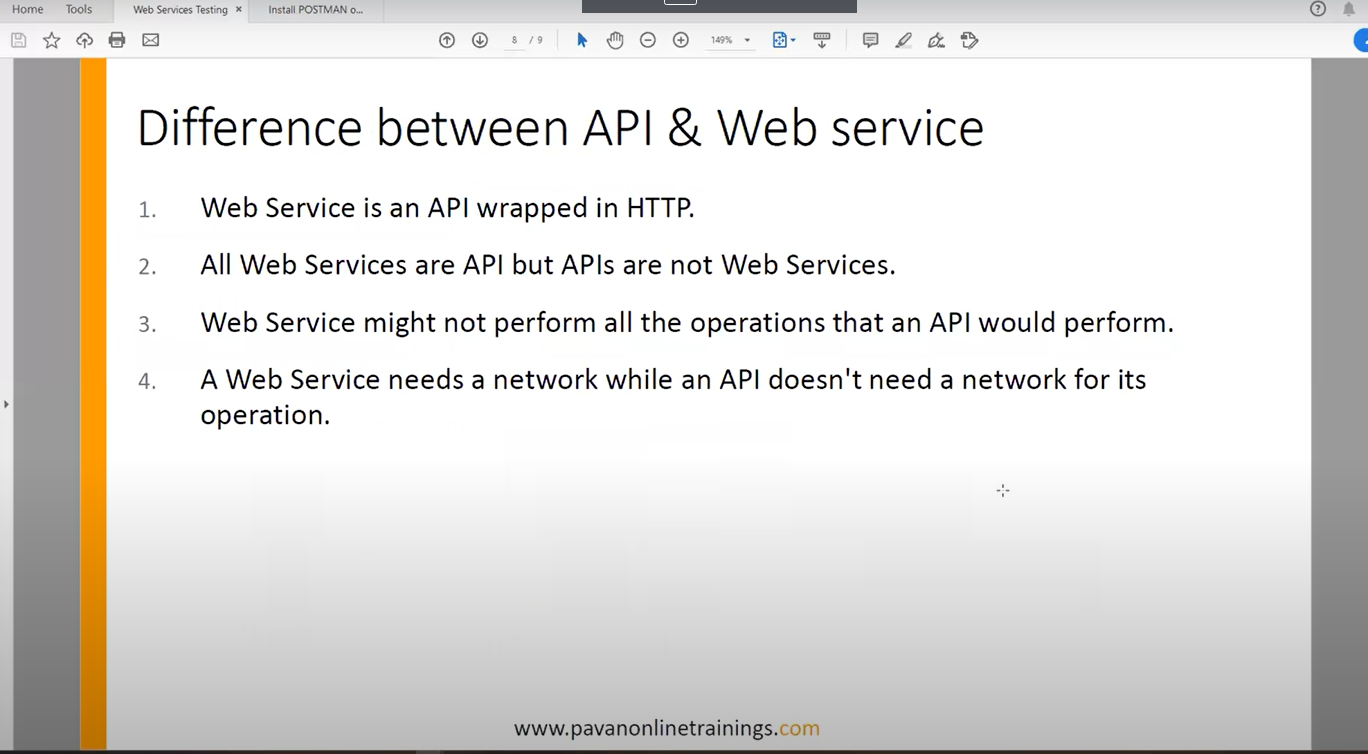 Home Tools Web Services Testing × Install POSTMAN o...
8 / 9 149%
Difference between API & Web service
1. Web Service is an API wrapped in HTTP.
2. All Web Services are API but APIs are not Web Services.
3. Web Service might not perform all the operations that an API would perform.
4. A Web Service needs a network while an API doesn't need a network for its
operation.
www.pavanonlinetrainings.com